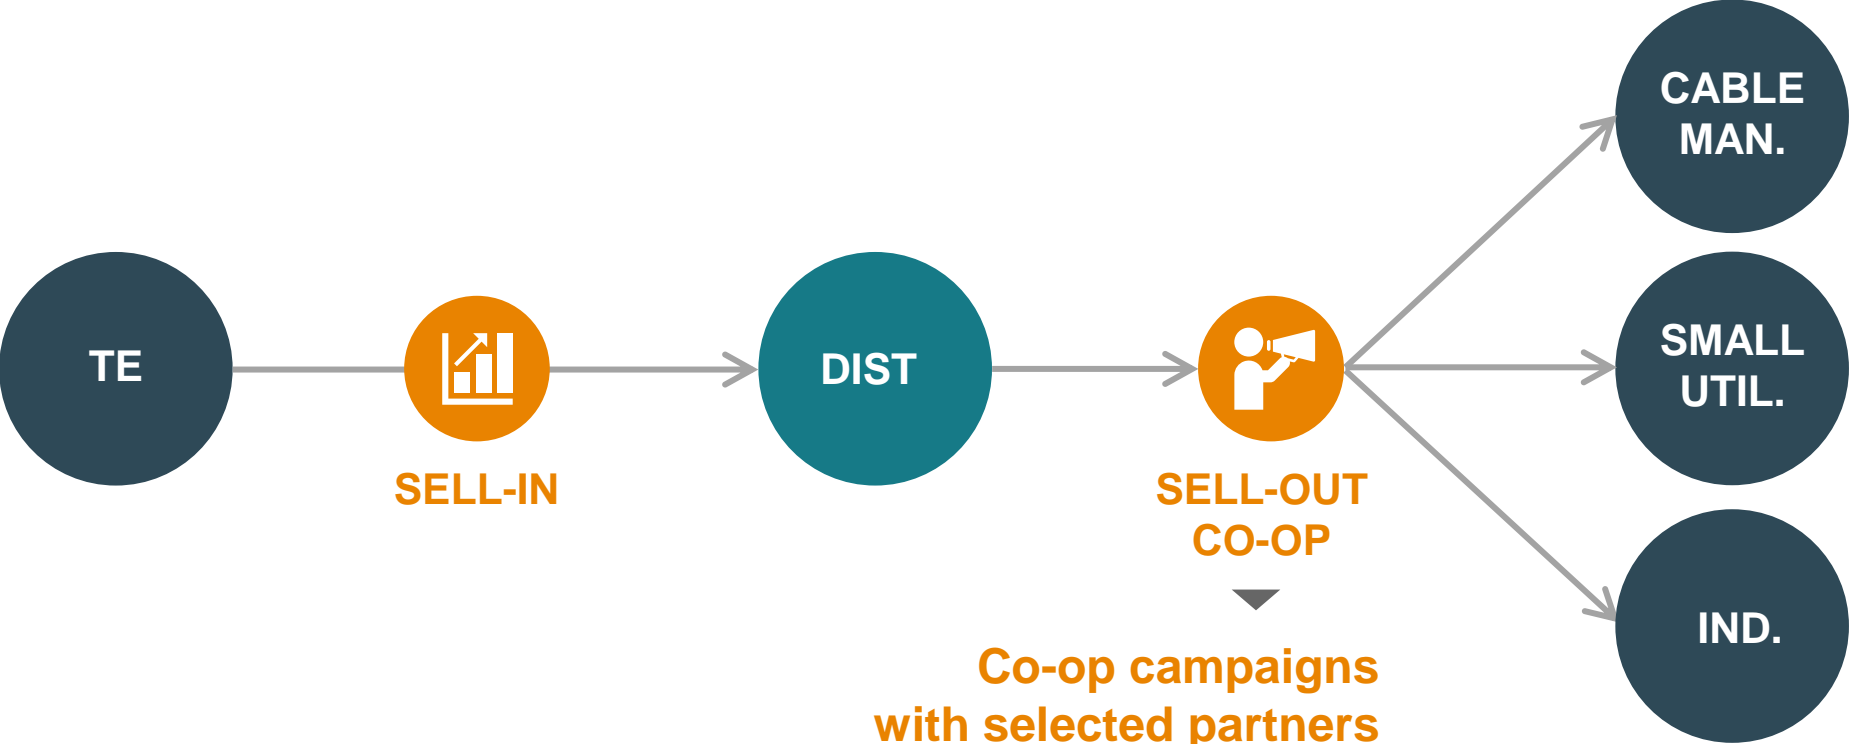 TE
SELL-IN
DIST
SELL-OUT
CO-OP
Co-op campaigns
with selected partners
CABLE
MAN.
SMALL
UTIL.
IND.